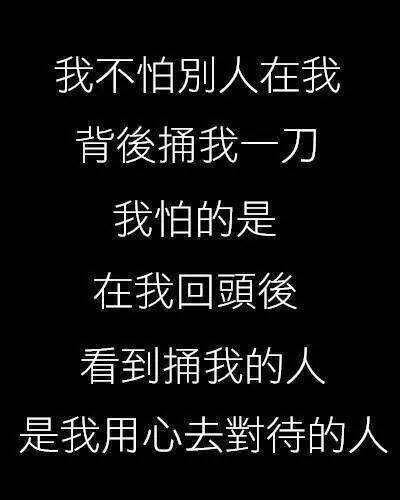 我不怕別人在我
背後捅我一刀
我怕的是
在我回頭後
看到捅我的人
是我用心去對待的人